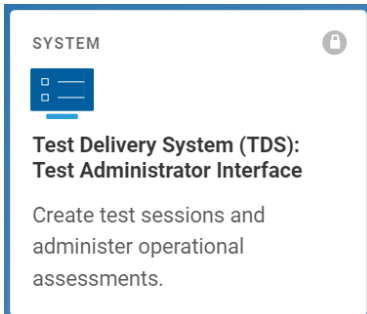 SYSTEM
Test Delivery System (TDS):
Test Administrator Interface
Create test sessions and
administer operational
assessments.